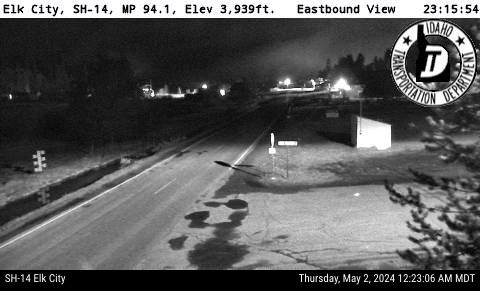 Elk City, SH-14, MP 94.1, Elev 3,939ft. Eastbound View 23:15:54
IDAHO
TRANSPORTATION DEPARTMENT
SH-14 Elk City Thursday, May 2, 2024 12:23:06 AM MDT